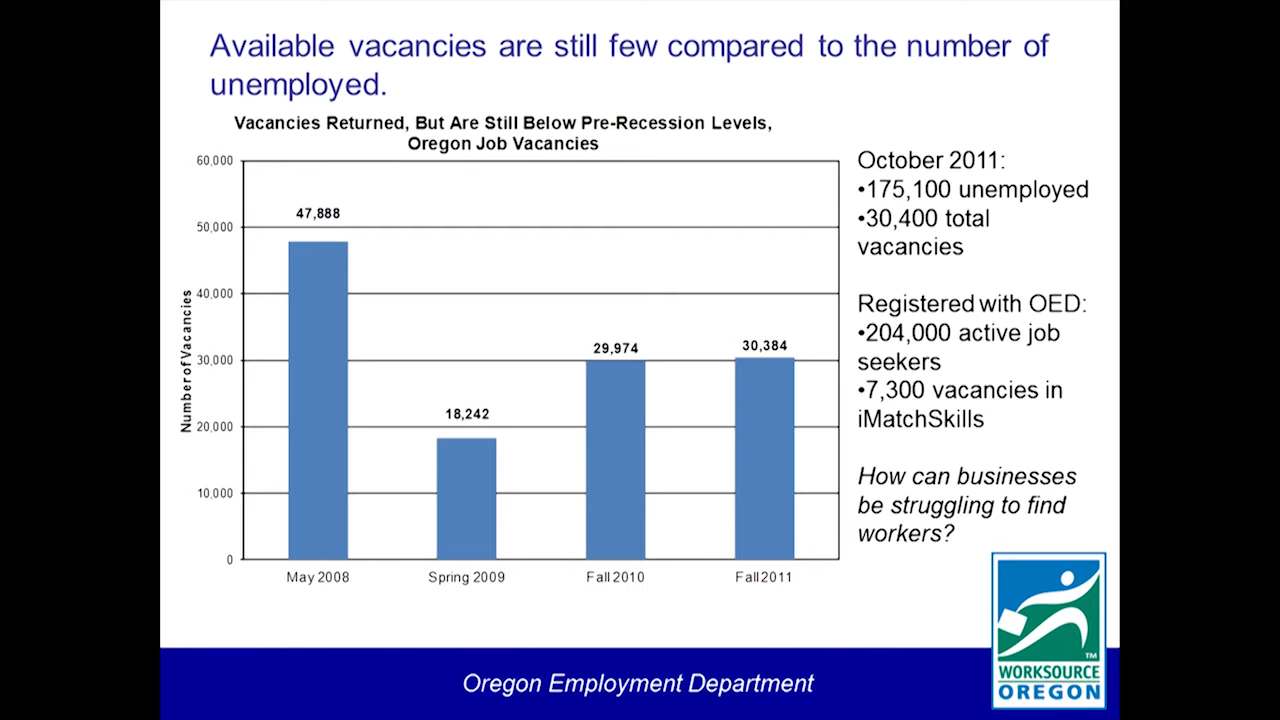 Available vacancies are still few compared to the number of
unemployed.
Vacancies Returned, But Are Still Below Pre-Recession Levels,
Oregon Job Vacancies
60,000
50,000
40,000
30,000
20,000
10,000
0
Number of Vacancies
47,888
18,242
29,974
30,384
May 2008
Spring 2009
Fall 2010
Fall 2011
October 2011:
•175,100 unemployed
•30,400 total
vacancies
Registered with OED:
•204,000 active job
seekers
•7,300 vacancies in
iMatchSkills
How can businesses
be struggling to find
workers?
TM
WORKSOURCE
OREGON
Oregon Employment Department